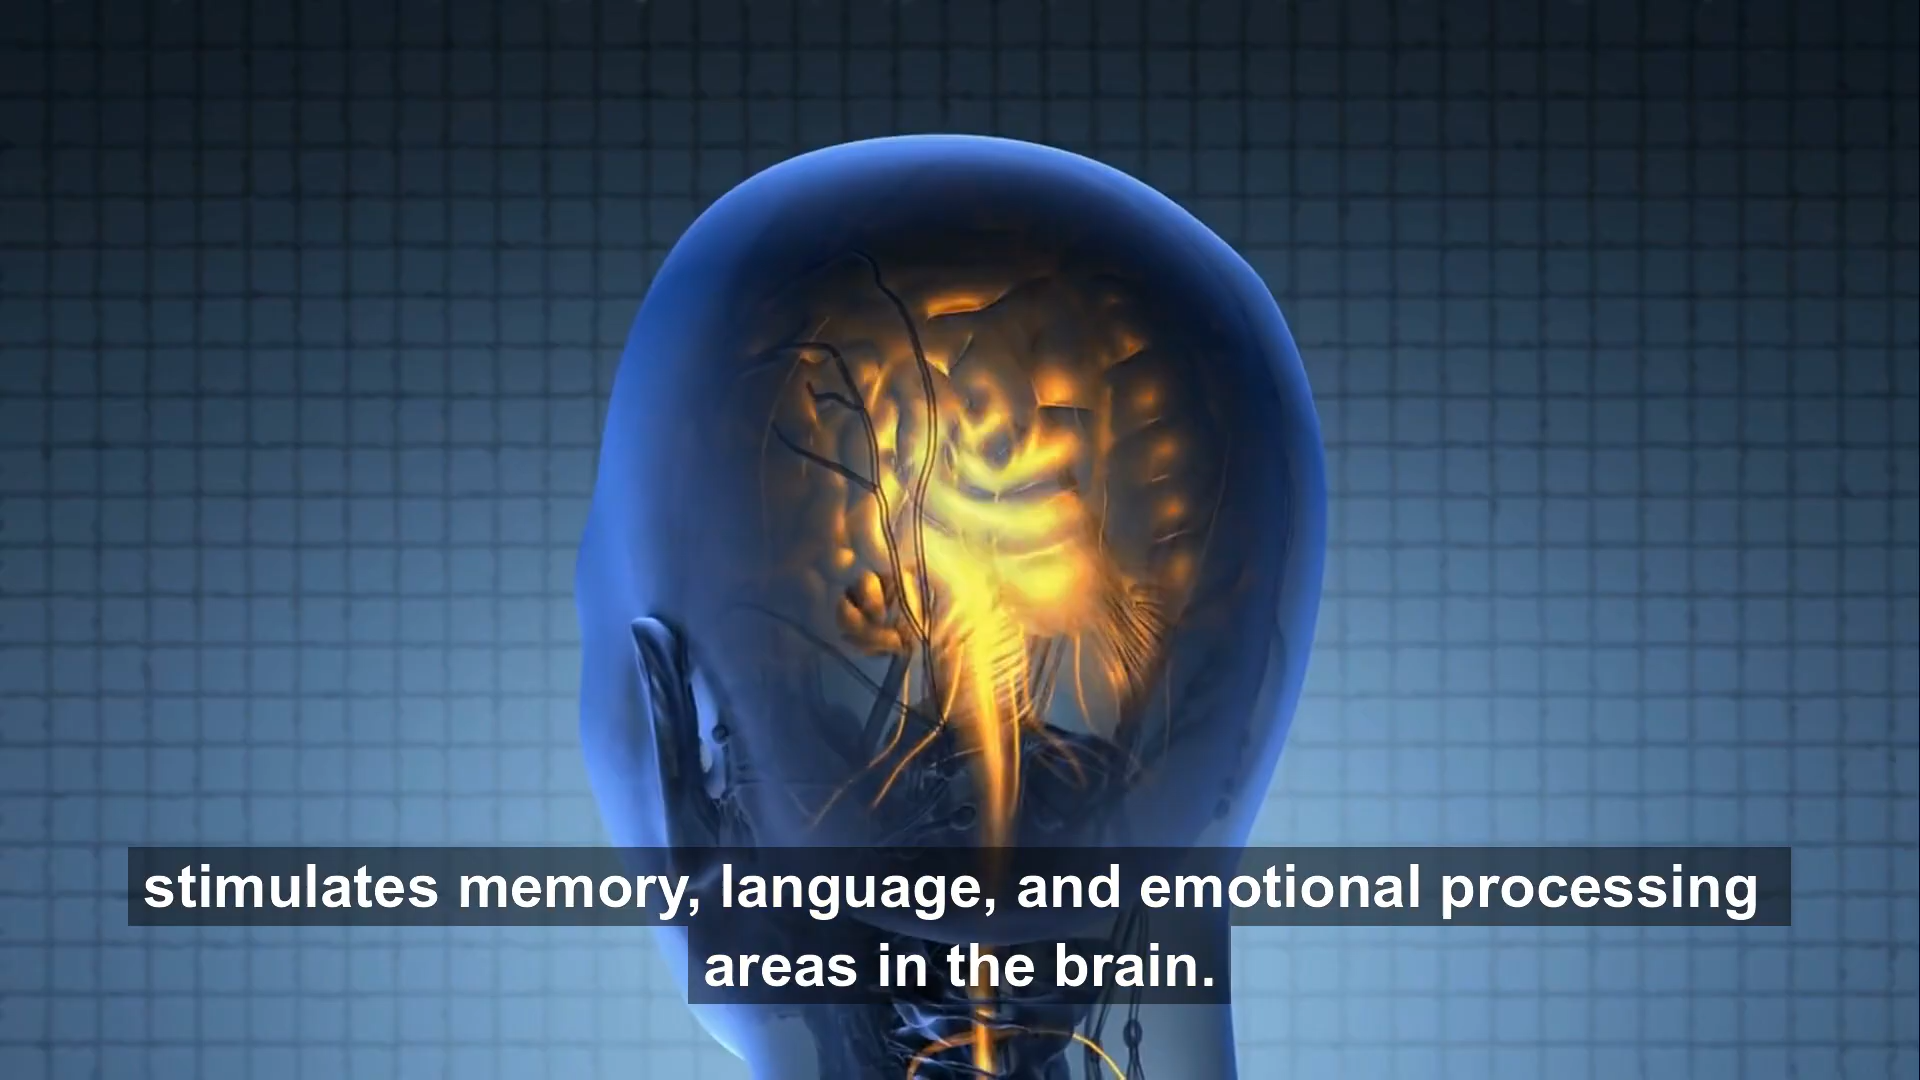 stimulates memory, language, and emotional processing
areas in the brain.